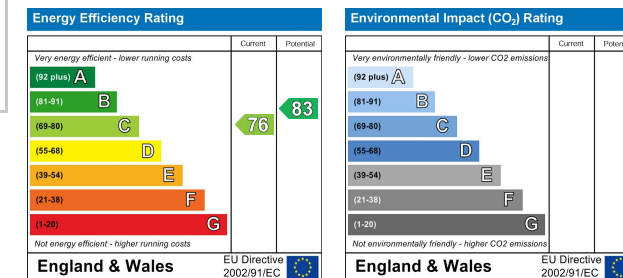 Energy Efficiency Rating
Current Potential
Very energy efficient - lower running costs
(92 plus) A
(81-91) B
(69-80) C
(55-68) D
(39-54) E
(21-38) F
(1-20) G
76
83
Not energy efficient - higher running costs
England & Wales
EU Directive
2002/91/EC
Environmental Impact (CO2) Rating
Current Poten
Very environmentally friendly - lower CO2 emissions
(92 plus) A
(81-91) B
(69-80) C
(55-68) D
(39-54) E
(21-38) F
(1-20) G
Not environmentally friendly - higher CO2 emissions
England & Wales
EU Directive
2002/91/EC